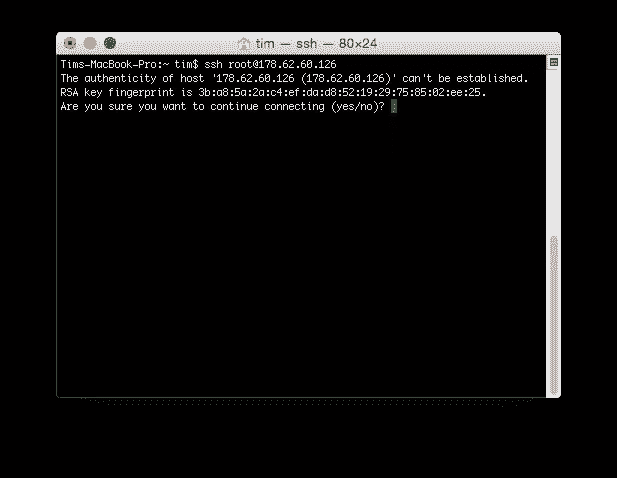 tim — ssh — 80×24
Tims-MacBook-Pro:~ tim$ ssh root@178.62.60.126
The authenticity of host '178.62.60.126 (178.62.60.126)' can't be established.
RSA key fingerprint is 3b:a8:5a:2a:c4:ef:da:d8:52:19:29:75:85:02:ee:25.
Are you sure you want to continue connecting (yes/no)?